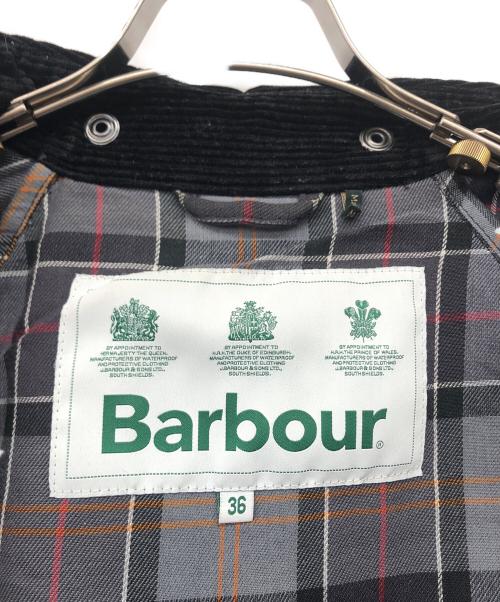 BY APPOINTMENT TO
HER MAJESTY THE QUEEN.
MANUFACTURERS OF WATERPROOF
AND PROTECTIVE CLOTHING
J.BARBOUR & SONS LTD.
SOUTH SHIELDS.
BY APPOINTMENT TO
H.R.H. THE DUKE OF EDINBURGH.
MANUFACTURERS OF WATERPROOF
AND PROTECTIVE CLOTHING
J.BARBOUR & SONS LTD.
SOUTH SHIELDS.
BY APPOINTMENT TO
H.R.H. THE PRINCE OF WALES.
MANUFACTURERS OF WATERPROOF
AND PROTECTIVE CLOTHING
J.BARBOUR & SONS LTD.
SOUTH SHIELDS.
Barbour®
36